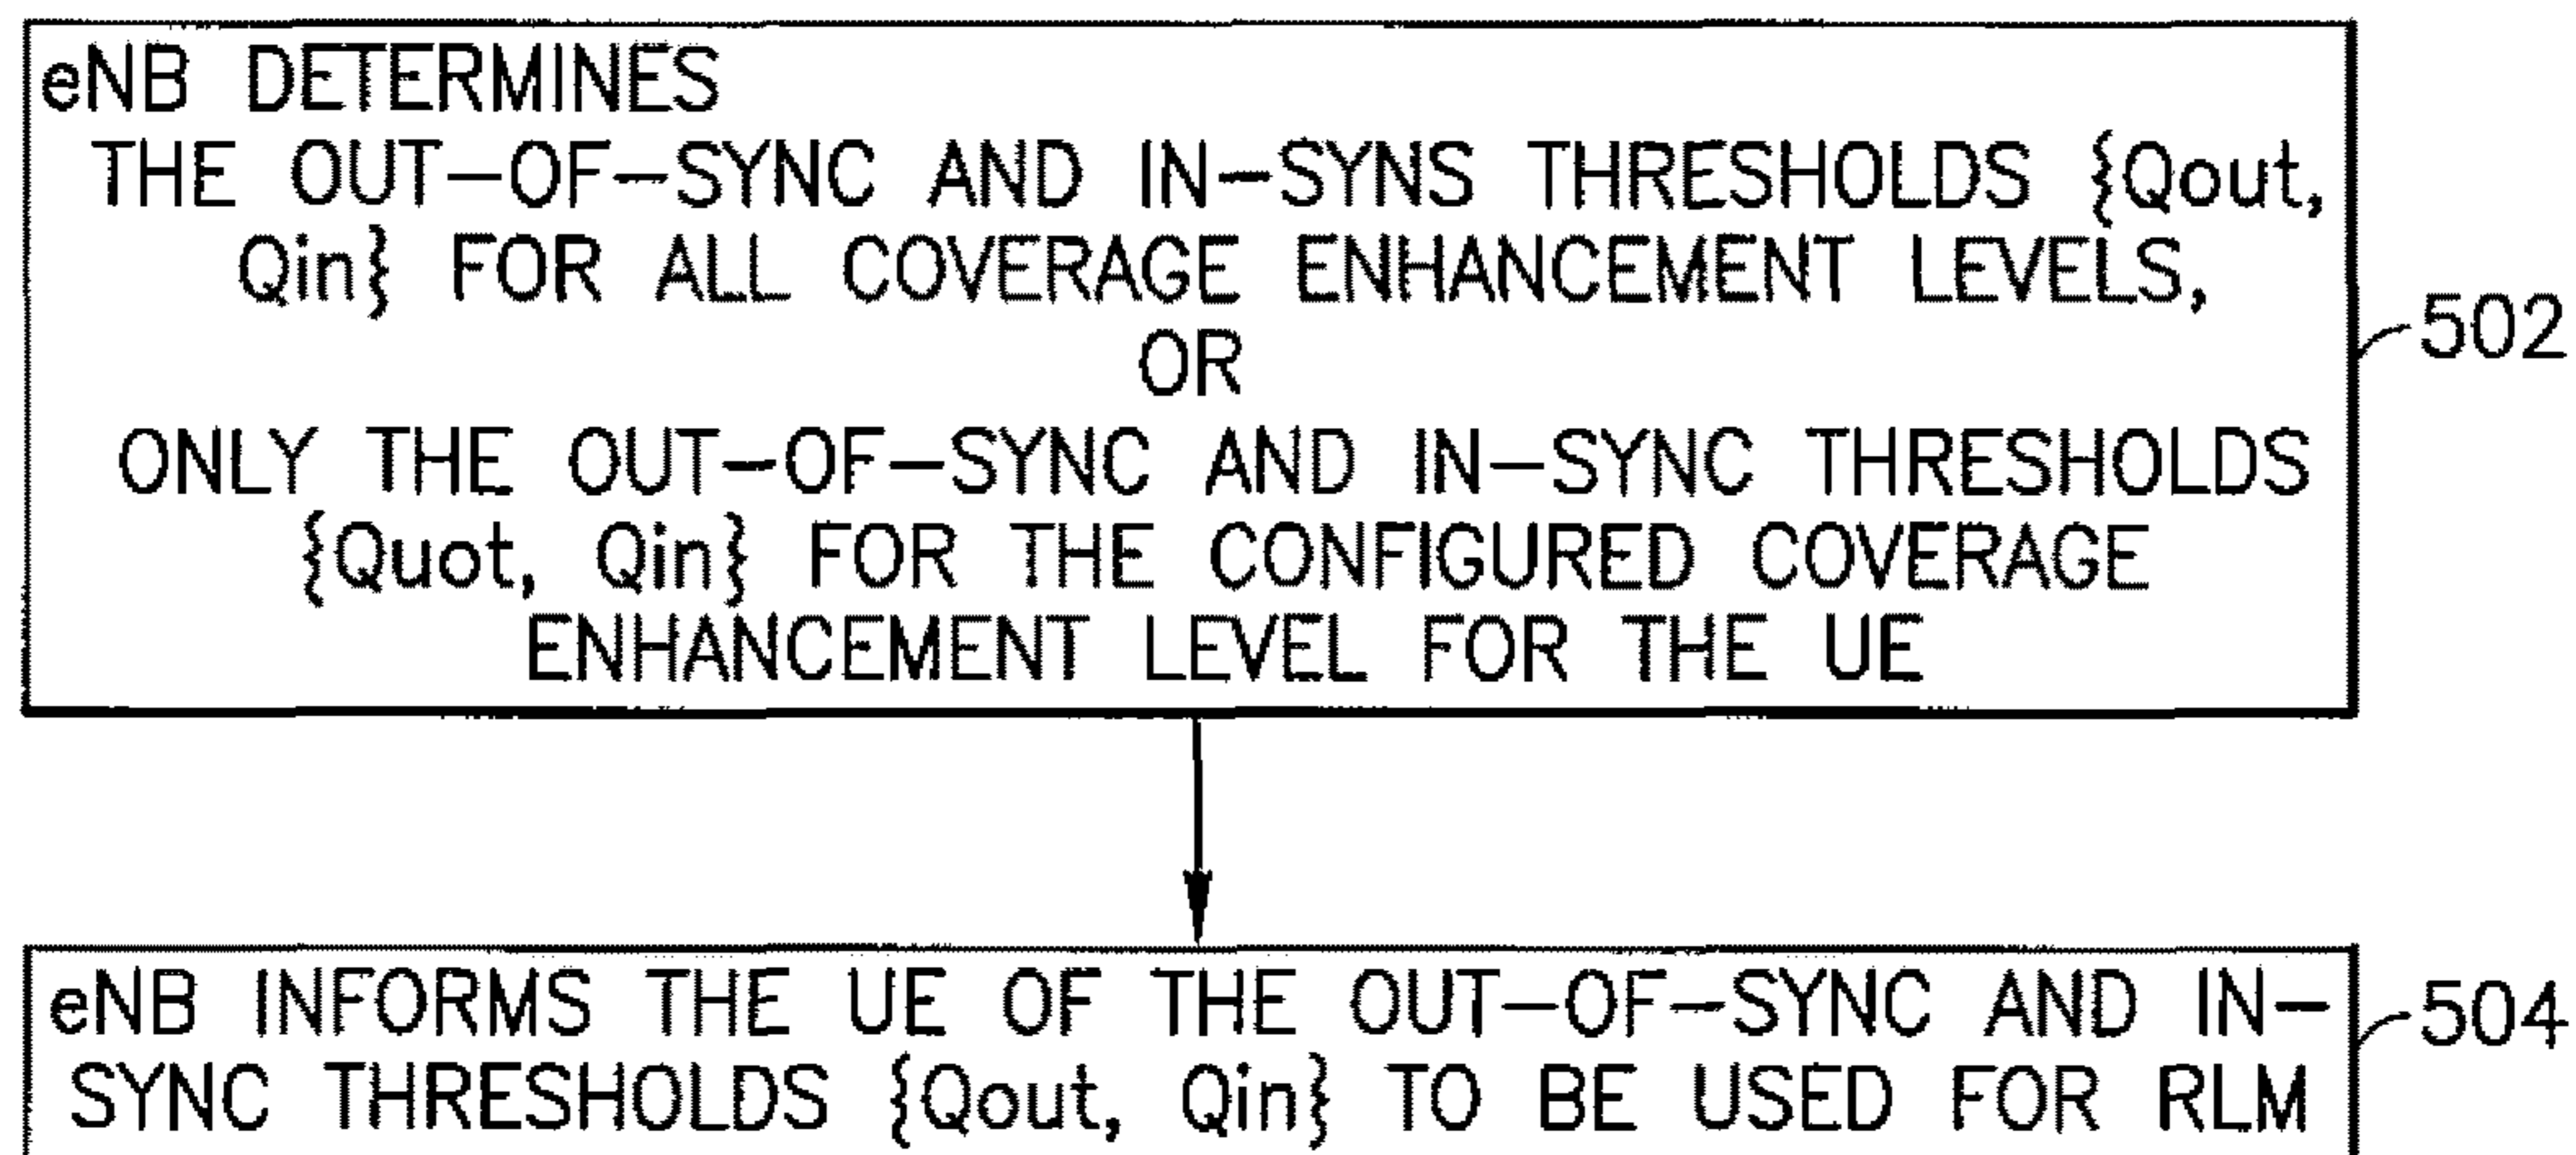 eNB DETERMINES
THE OUT-OF-SYNC AND IN-SYNS THRESHOLDS {Qout,
Qin} FOR ALL COVERAGE ENHANCEMENT LEVELS,
OR
ONLY THE OUT-OF-SYNC AND IN-SYNC THRESHOLDS
{Quot, Qin} FOR THE CONFIGURED COVERAGE
ENHANCEMENT LEVEL FOR THE UE
502
eNB INFORMS THE UE OF THE OUT-OF-SYNC AND IN-
SYNC THRESHOLDS {Qout, Qin} TO BE USED FOR RLM
504